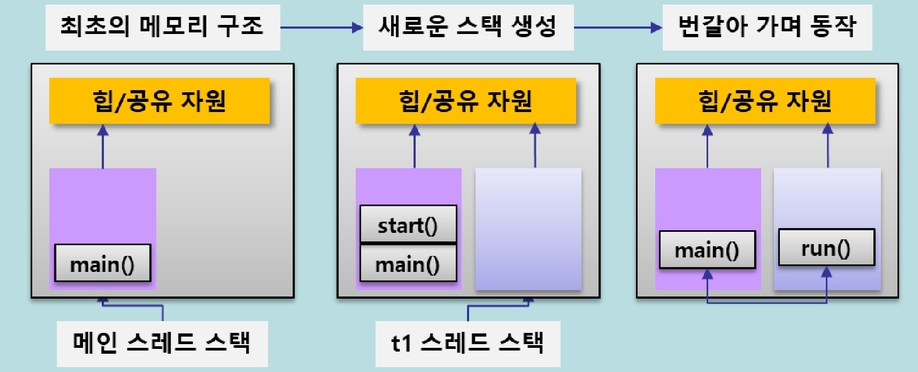 최초의 메모리 구조
새로운 스택 생성
번갈아 가며 동작
힙/공유 자원
main()
메인 스레드 스택
힙/공유 자원
start()
main()
t1 스레드 스택
힙/공유 자원
main()
run()